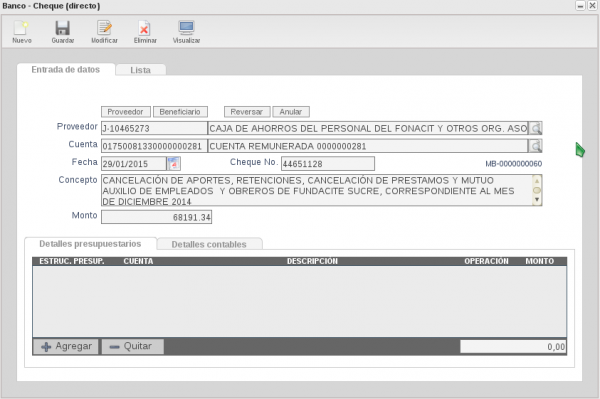 Banco - Cheque (directo)
Nuevo Guardar Modificar Eliminar Visualizar
Entrada de datos Lista
Proveedor Beneficiario Reversar Anular
Proveedor J-10465273 CAJA DE AHORROS DEL PERSONAL DEL FONACIT Y OTROS ORG. ASO
Cuenta 01750081330000000281 CUENTA REMUNERADA 0000000281
Fecha 29/01/2015 Cheque No. 44651128 MB-0000000060
Concepto CANCELACIÓN DE APORTES, RETENCIONES, CANCELACIÓN DE PRESTAMOS Y MUTUO
AUXILIO DE EMPLEADOS Y OBREROS DE FUNDACITE SUCRE, CORRESPONDIENTE AL MES
DE DICIEMBRE 2014
Monto 68191.34
Detalles presupuestarios Detalles contables
ESTRUC. PRESUP. CUENTA DESCRIPCIÓN OPERACIÓN MONTO
Agregar Quitar 0,00